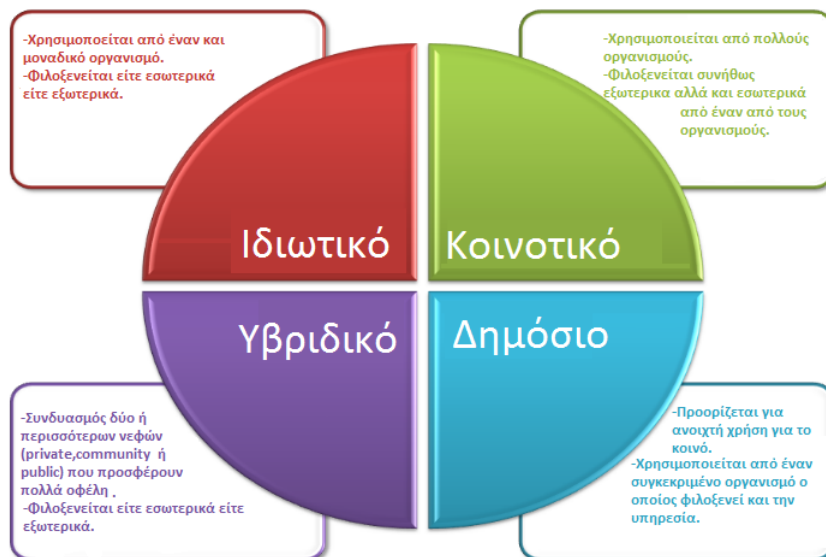 -Χρησιμοποείται από έναν και
μοναδικό οργανισμό.
-Φιλοξενείται είτε εσωτερικά
είτε εξωτερικά.
-Χρησιμοποιείται από πολλούς
οργανισμούς.
-Φιλοξενείται συνήθως
εξωτερικα αλλά και εσωτερικά
από έναν από τους
οργανισμούς.
Ιδιωτικό
Κοινοτικό
Υβριδικό
Δημόσιο
-Συνδυασμός δύο ή
περισσότερων νεφών
(private,community ή
public) που προσφέρουν
πολλά οφέλη .
-Φιλοξενείται είτε εσωτερικά είτε
εξωτερικά.
-Προορίζεται για
ανοιχτή χρήση για το
κοινό.
-Χρησιμοποιείται από έναν
συγκεκριμένο οργανισμό ο
οποίος φιλοξενεί και την
υπηρεσία.